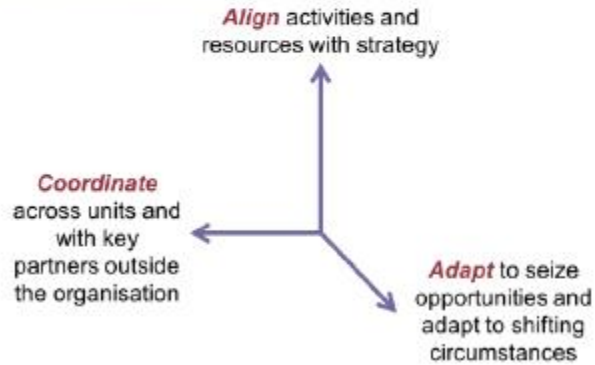 Align activities and
resources with strategy
Coordinate
across units and
with key
partners outside
the organisation
Adapt to seize
opportunities and
adapt to shifting
circumstances